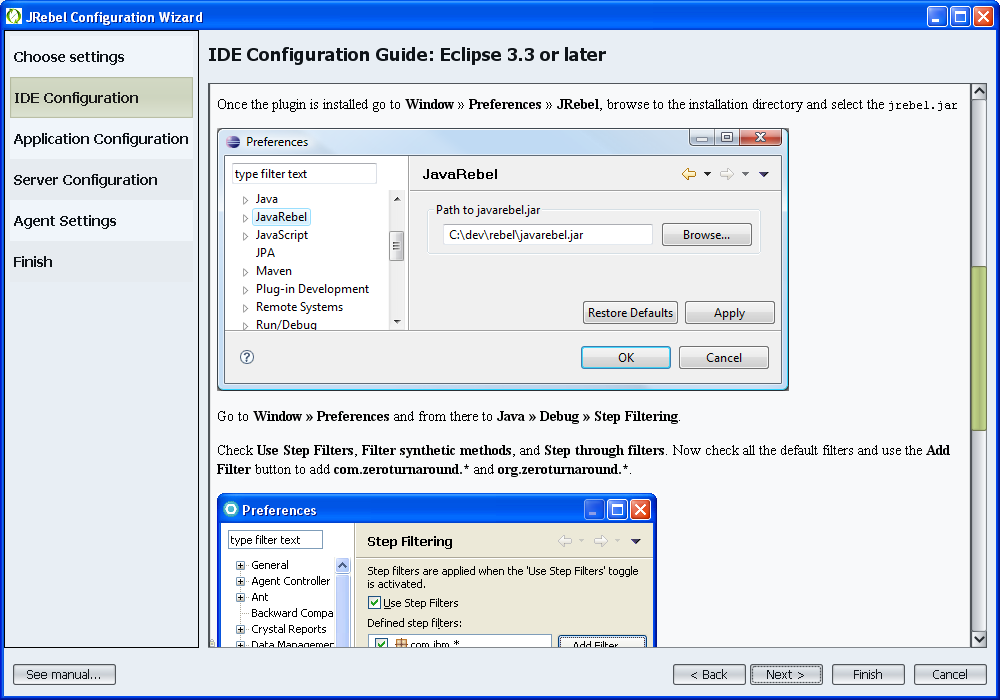 JRebel Configuration Wizard
Choose settings
IDE Configuration
Application Configuration
Server Configuration
Agent Settings
Finish
IDE Configuration Guide: Eclipse 3.3 or later
Once the plugin is installed go to Window » Preferences » JRebel, browse to the installation directory and select the jrebel.jar
Preferences
type filter text
Java
JavaRebel
JavaScript
JPA
Maven
Plug-in Development
Remote Systems
Run/Debug
JavaRebel
Path to javarebel.jar
C:\dev\rebel\javarebel.jar
Browse...
Restore Defaults
Apply
?
OK
Cancel
Go to Window » Preferences and from there to Java » Debug » Step Filtering.
Check Use Step Filters, Filter synthetic methods, and Step through filters. Now check all the default filters and use the Add
Filter button to add com.zeroturnaround.* and org.zeroturnaround.*.
Preferences
type filter text
General
Agent Controller
Ant
Backward Compa
Crystal Reports
Data Managemer
Step Filtering
Step filters are applied when the 'Use Step Filters' toggle
is activated.
Use Step Filters
Defined step filters:
com.ibm.*
Add Filter...
See manual...
< Back
Next >
Finish
Cancel